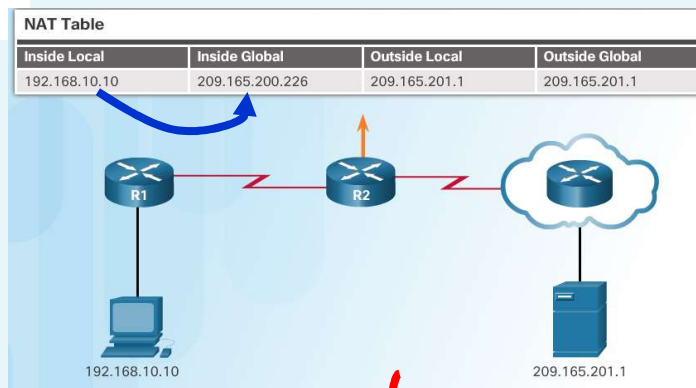 NAT Table
Inside Local Inside Global Outside Local Outside Global
192.168.10.10 209.165.200.226 209.165.201.1 209.165.201.1
R1 R2
192.168.10.10 209.165.201.1